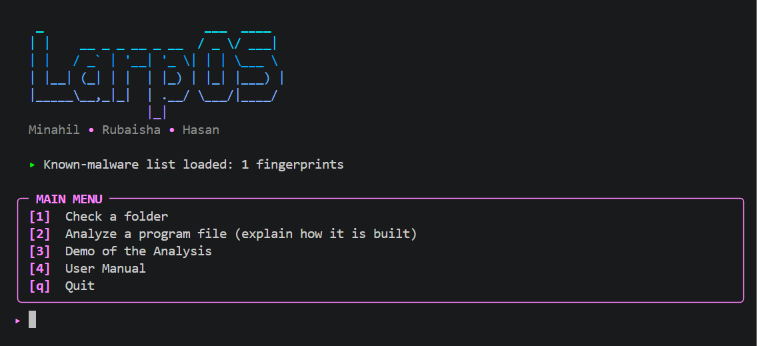 LarpOS
Minahil • Rubaisha • Hasan
▸ Known-malware list loaded: 1 fingerprints
MAIN MENU
[1] Check a folder
[2] Analyze a program file (explain how it is built)
[3] Demo of the Analysis
[4] User Manual
[q] Quit
▸